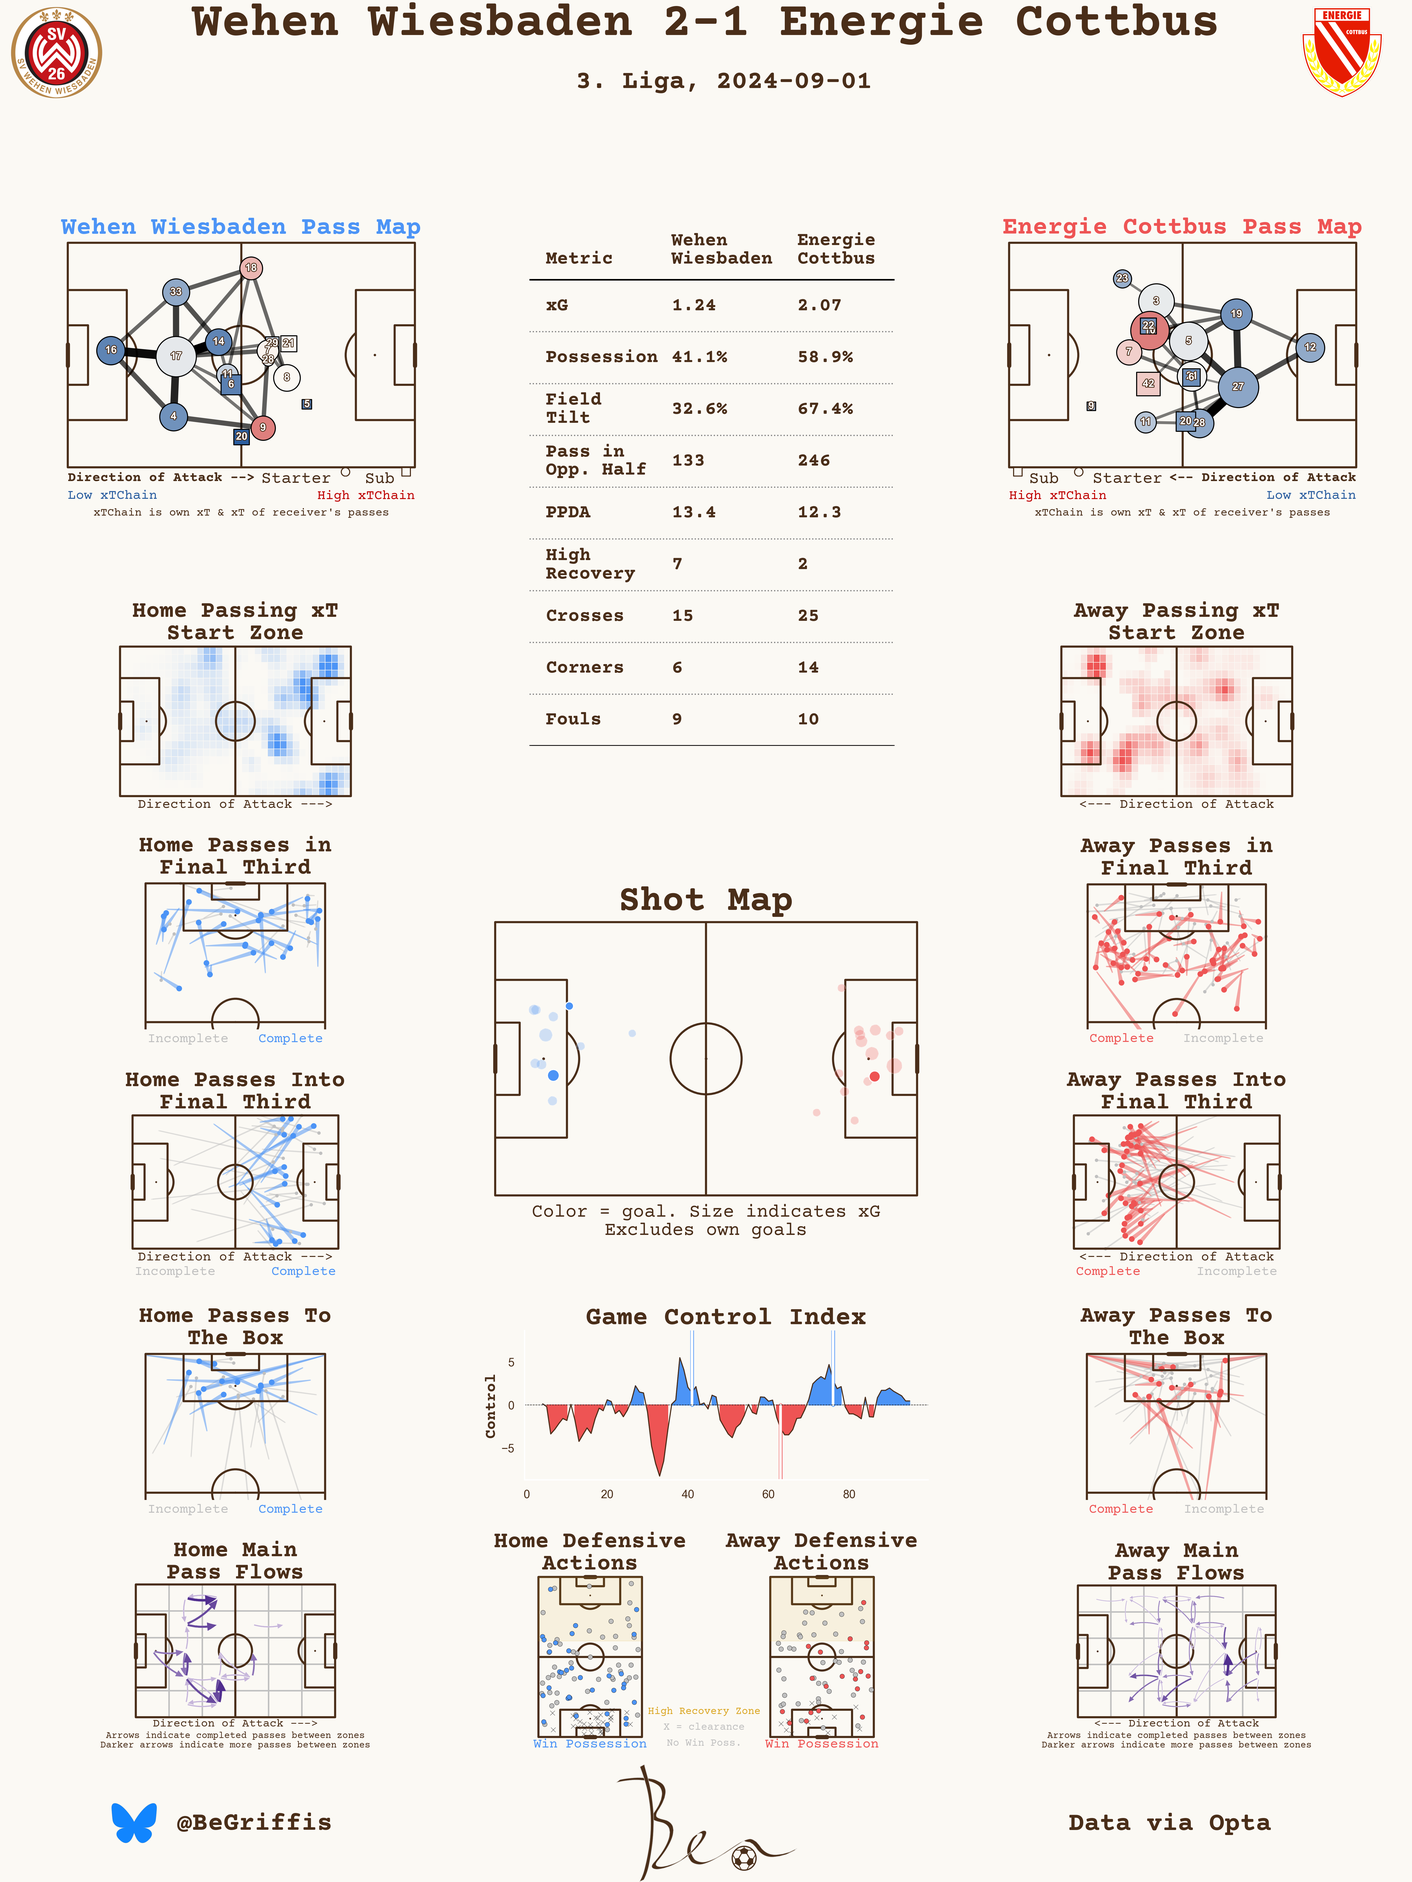 Wehen Wiesbaden 2-1 Energie Cottbus
3. Liga, 2024-09-01
SV
26
SV WEHEN WIESBADEN
ENERGIE
COTTBUS
Wehen Wiesbaden Pass Map
18
33
16
14
17
29
21
7
28
11
6
8
5
4
9
20
Direction of Attack --> Starter Sub
Low xTChain High xTChain
xTChain is own xT & xT of receiver's passes
Metric Wehen Wiesbaden Energie Cottbus
xG 1.24 2.07
Possession 41.1% 58.9%
Field Tilt 32.6% 67.4%
Pass in Opp. Half 133 246
PPDA 13.4 12.3
High Recovery 7 2
Crosses 15 25
Corners 6 14
Fouls 9 10
Energie Cottbus Pass Map
23
3
19
22
5
7
12
42
27
9
11
20
28
Sub Starter <-- Direction of Attack
High xTChain Low xTChain
xTChain is own xT & xT of receiver's passes
Home Passing xT
Start Zone
Direction of Attack --->
Away Passing xT
Start Zone
<--- Direction of Attack
Home Passes in
Final Third
Incomplete Complete
Away Passes in
Final Third
Complete Incomplete
Shot Map
Color = goal. Size indicates xG
Excludes own goals
Home Passes Into
Final Third
Direction of Attack --->
Incomplete Complete
Away Passes Into
Final Third
<--- Direction of Attack
Complete Incomplete
Home Passes To
The Box
Incomplete Complete
Game Control Index
Control
5
0
−5
0 20 40 60 80
Away Passes To
The Box
Complete Incomplete
Home Main
Pass Flows
Direction of Attack --->
Arrows indicate completed passes between zones
Darker arrows indicate more passes between zones
Home Defensive
Actions
Win Possession
Away Defensive
Actions
Win Possession
High Recovery Zone
X = clearance
No Win Poss.
Away Main
Pass Flows
<--- Direction of Attack
Arrows indicate completed passes between zones
Darker arrows indicate more passes between zones
@BeGriffis
Ben
Data via Opta